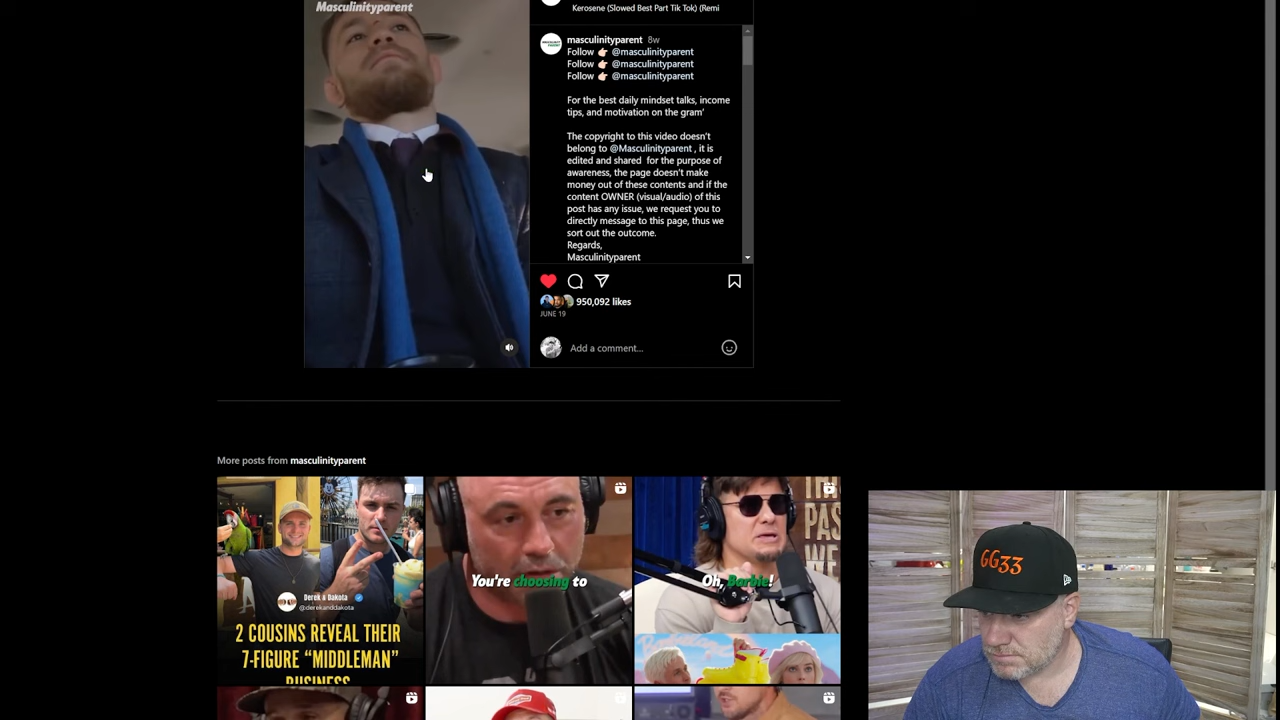 Masculinityparent
Kerosene (Slowed Best Part Tik Tok) (Remi
masculinityparent 8w
Follow 👉🏻 @masculinityparent
Follow 👉🏻 @masculinityparent
Follow 👉🏻 @masculinityparent
For the best daily mindset talks, income
tips, and motivation on the gram'
The copyright to this video doesn't
belong to @Masculinityparent , it is
edited and shared for the purpose of
awareness, the page doesn't make
money out of these contents and if the
content OWNER (visual/audio) of this
post has any issue, we request you to
directly message to this page, thus we
sort out the outcome.
Regards,
Masculinityparent
950,092 likes
JUNE 19
Add a comment...
More posts from masculinityparent
Derek & Dakota
@derekanddakota
2 COUSINS REVEAL THEIR
7-FIGURE “MIDDLEMAN”
BUSINESS
You're choosing to
Oh, Barbie!
PAS
WE
GG33